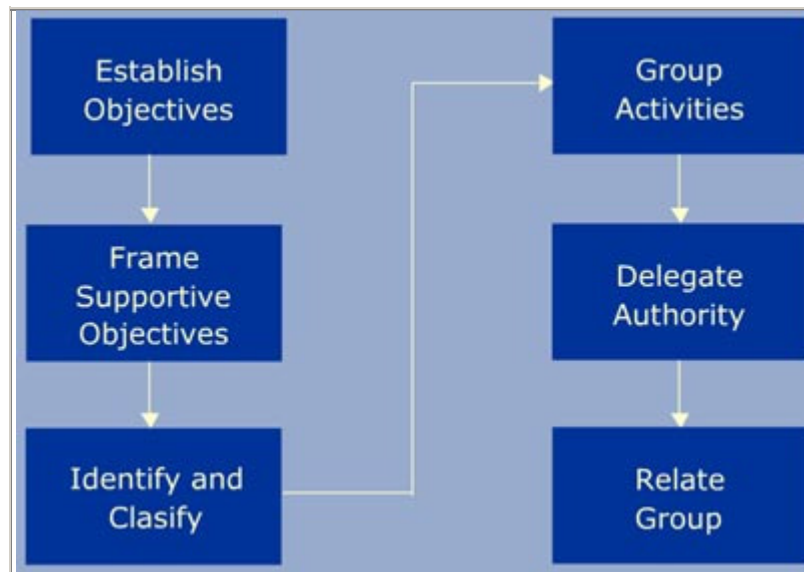 Establish
Objectives
Frame
Supportive
Objectives
Identify and
Clasify
Group
Activities
Delegate
Authority
Relate
Group